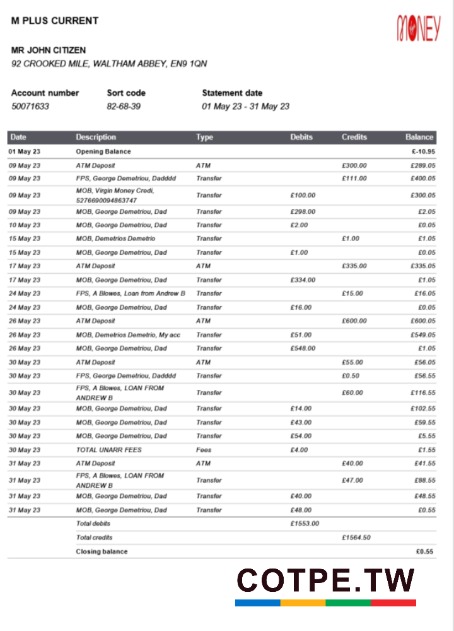 M PLUS CURRENT
MONEY
MR JOHN CITIZEN
92 CROOKED MILE, WALTHAM ABBEY, EN9 1QN
Account number Sort code Statement date
50071633 82-68-39 01 May 23 - 31 May 23
Date Description Type Debits Credits Balance
01 May 23 Opening Balance £-10.95
09 May 23 ATM Deposit ATM £300.00 £289.05
09 May 23 FPS, George Demetriou, Dadddd Transfer £111.00 £400.05
09 May 23 MOB, Virgin Money Credi, Transfer £100.00 £300.05
5276690094863747
09 May 23 MOB, George Demetriou, Dad Transfer £298.00 £2.05
10 May 23 MOB, George Demetriou, Dad Transfer £2.00 £0.05
15 May 23 MOB, Demetrios Demetrio Transfer £1.00 £1.05
15 May 23 MOB, George Demetriou, Dad Transfer £1.00 £0.05
17 May 23 ATM Deposit ATM £335.00 £335.05
17 May 23 MOB, George Demetriou, Dad Transfer £334.00 £1.05
24 May 23 FPS, A Blowes, Loan from Andrew B Transfer £15.00 £16.05
24 May 23 MOB, George Demetriou, Dad Transfer £16.00 £0.05
26 May 23 ATM Deposit ATM £600.00 £600.05
26 May 23 MOB, Demetrios Demetrio, My acc Transfer £51.00 £549.05
26 May 23 MOB, George Demetriou, Dad Transfer £548.00 £1.05
30 May 23 ATM Deposit ATM £55.00 £56.05
30 May 23 FPS, George Demetriou, Dadddd Transfer £0.50 £56.55
30 May 23 FPS, A Blowes, LOAN FROM Transfer £60.00 £116.55
ANDREW B
30 May 23 MOB, George Demetriou, Dad Transfer £14.00 £102.55
30 May 23 MOB, George Demetriou, Dad Transfer £43.00 £59.55
30 May 23 MOB, George Demetriou, Dad Transfer £54.00 £5.55
30 May 23 TOTAL UNARR FEES Fees £4.00 £1.55
31 May 23 ATM Deposit ATM £40.00 £41.55
31 May 23 FPS, A Blowes, LOAN FROM Transfer £47.00 £88.55
ANDREW B
31 May 23 MOB, George Demetriou, Dad Transfer £40.00 £48.55
31 May 23 MOB, George Demetriou, Dad Transfer £48.00 £0.55
Total debits £1553.00
Total credits £1564.50
Closing balance £0.55
COTPE.TW